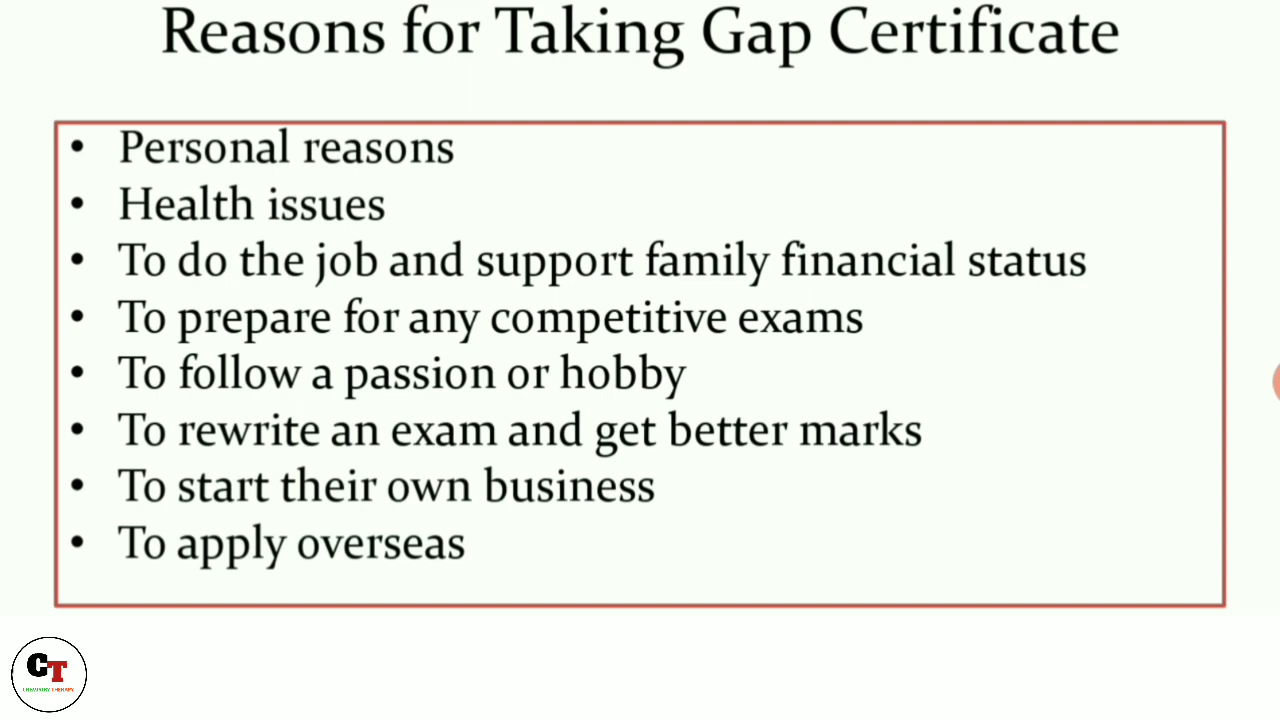 Reasons for Taking Gap Certificate
• Personal reasons
• Health issues
• To do the job and support family financial status
• To prepare for any competitive exams
• To follow a passion or hobby
• To rewrite an exam and get better marks
• To start their own business
• To apply overseas
CT
CHEMISTRY THERAPY